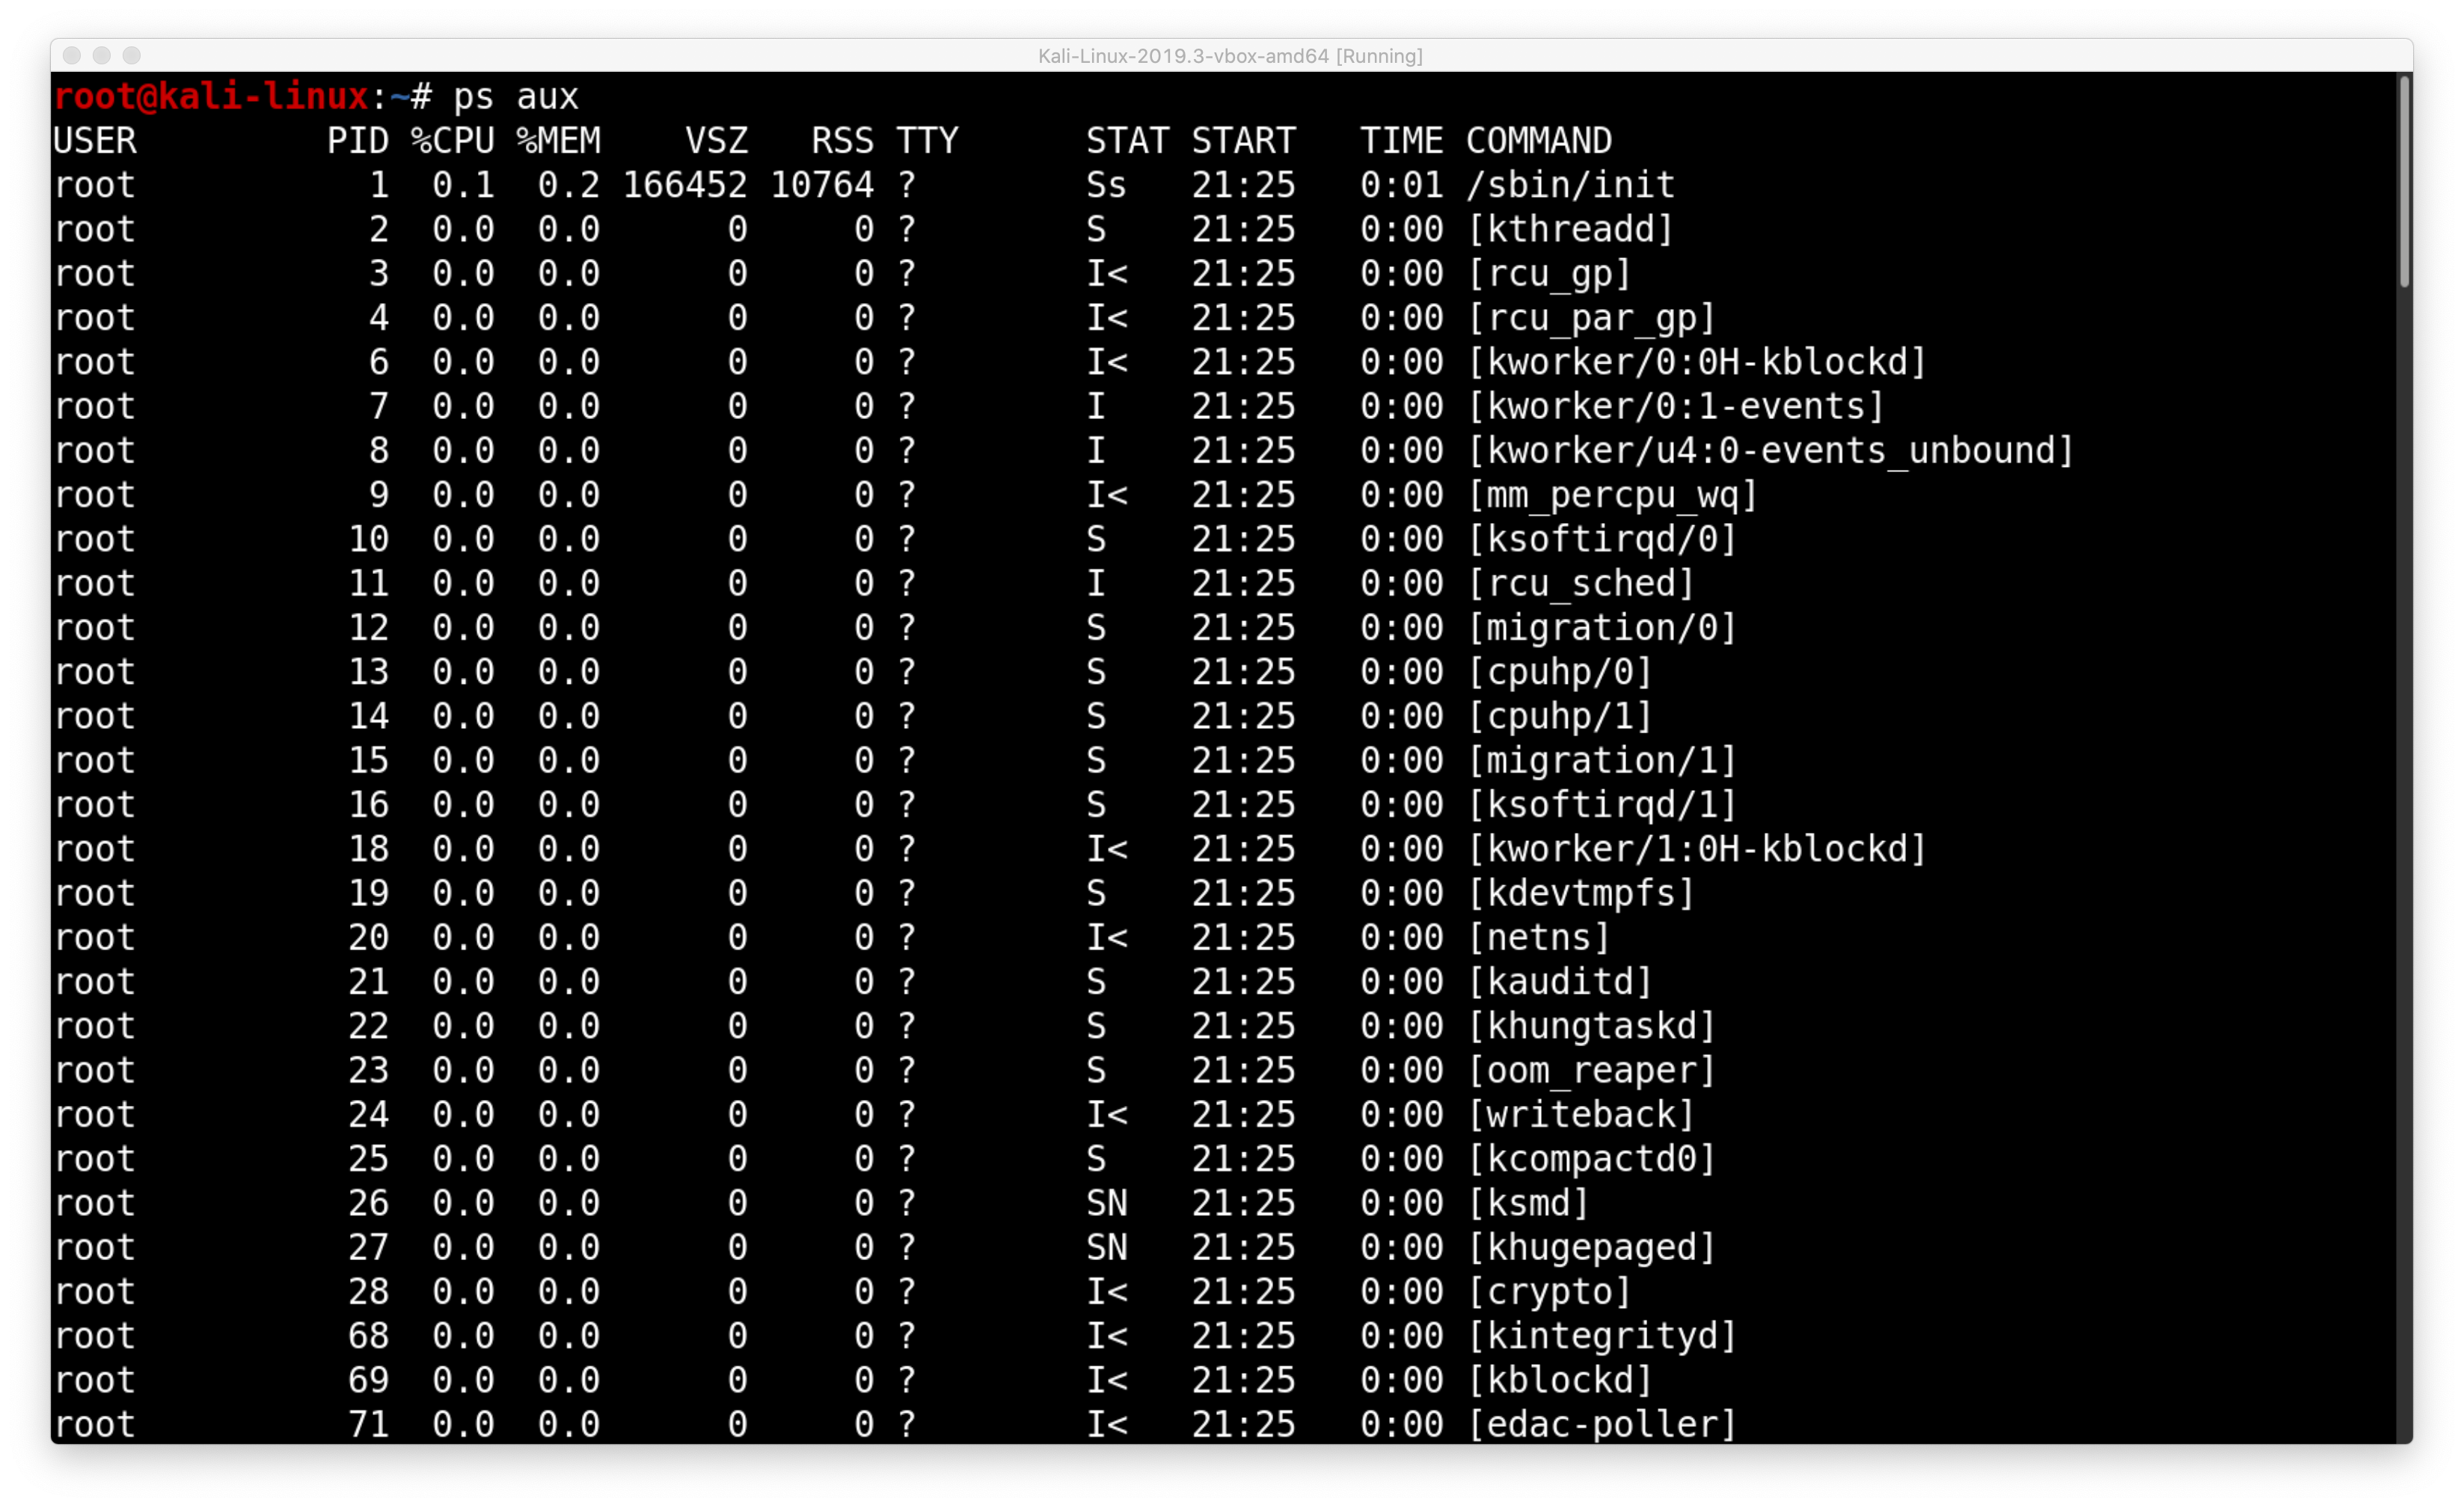 Kali-Linux-2019.3-vbox-amd64 [Running]
root@kali-linux:~# ps aux
USER         PID %CPU %MEM    VSZ   RSS TTY      STAT START   TIME COMMAND
root           1  0.1  0.2 166452 10764 ?        Ss   21:25   0:01 /sbin/init
root           2  0.0  0.0      0     0 ?        S    21:25   0:00 [kthreadd]
root           3  0.0  0.0      0     0 ?        I<   21:25   0:00 [rcu_gp]
root           4  0.0  0.0      0     0 ?        I<   21:25   0:00 [rcu_par_gp]
root           6  0.0  0.0      0     0 ?        I<   21:25   0:00 [kworker/0:0H-kblockd]
root           7  0.0  0.0      0     0 ?        I    21:25   0:00 [kworker/0:1-events]
root           8  0.0  0.0      0     0 ?        I    21:25   0:00 [kworker/u4:0-events_unbound]
root           9  0.0  0.0      0     0 ?        I<   21:25   0:00 [mm_percpu_wq]
root          10  0.0  0.0      0     0 ?        S    21:25   0:00 [ksoftirqd/0]
root          11  0.0  0.0      0     0 ?        I    21:25   0:00 [rcu_sched]
root          12  0.0  0.0      0     0 ?        S    21:25   0:00 [migration/0]
root          13  0.0  0.0      0     0 ?        S    21:25   0:00 [cpuhp/0]
root          14  0.0  0.0      0     0 ?        S    21:25   0:00 [cpuhp/1]
root          15  0.0  0.0      0     0 ?        S    21:25   0:00 [migration/1]
root          16  0.0  0.0      0     0 ?        S    21:25   0:00 [ksoftirqd/1]
root          18  0.0  0.0      0     0 ?        I<   21:25   0:00 [kworker/1:0H-kblockd]
root          19  0.0  0.0      0     0 ?        S    21:25   0:00 [kdevtmpfs]
root          20  0.0  0.0      0     0 ?        I<   21:25   0:00 [netns]
root          21  0.0  0.0      0     0 ?        S    21:25   0:00 [kauditd]
root          22  0.0  0.0      0     0 ?        S    21:25   0:00 [khungtaskd]
root          23  0.0  0.0      0     0 ?        S    21:25   0:00 [oom_reaper]
root          24  0.0  0.0      0     0 ?        I<   21:25   0:00 [writeback]
root          25  0.0  0.0      0     0 ?        S    21:25   0:00 [kcompactd0]
root          26  0.0  0.0      0     0 ?        SN   21:25   0:00 [ksmd]
root          27  0.0  0.0      0     0 ?        SN   21:25   0:00 [khugepaged]
root          28  0.0  0.0      0     0 ?        I<   21:25   0:00 [crypto]
root          68  0.0  0.0      0     0 ?        I<   21:25   0:00 [kintegrityd]
root          69  0.0  0.0      0     0 ?        I<   21:25   0:00 [kblockd]
root          71  0.0  0.0      0     0 ?        I<   21:25   0:00 [edac-poller]